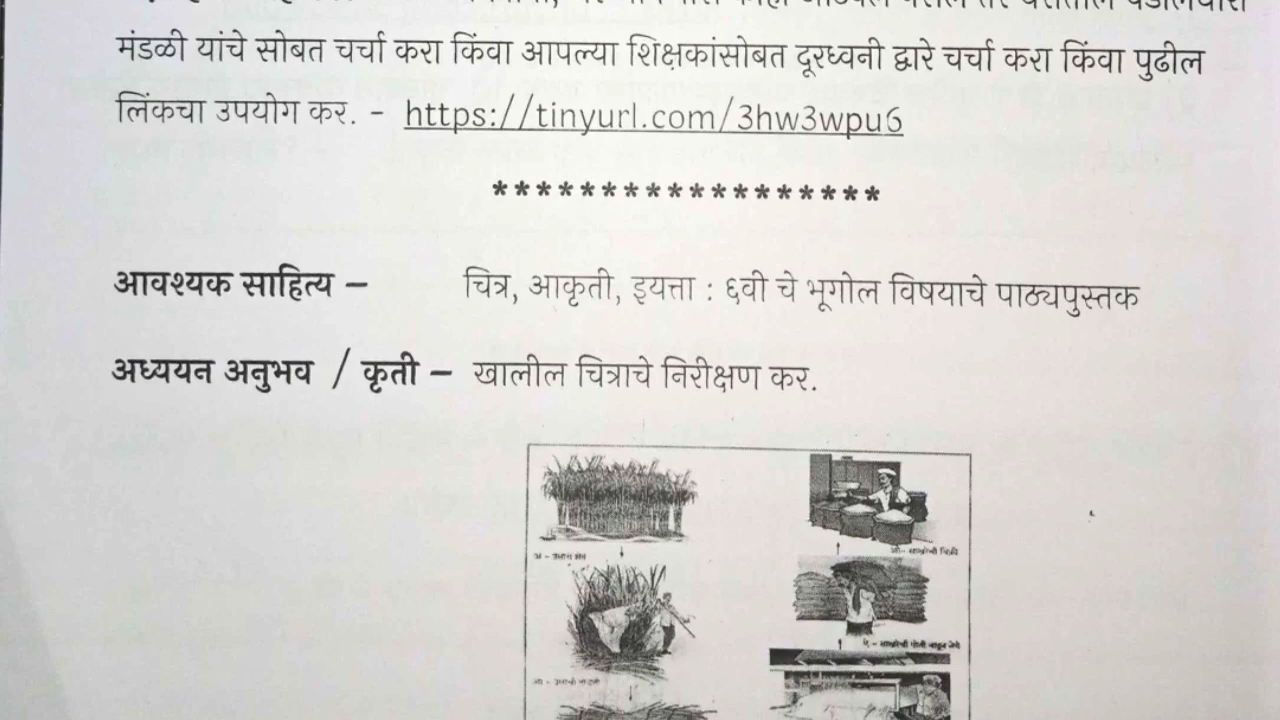 मंडळी यांचे सोबत चर्चा करा किंवा आपल्या शिक्षकांसोबत दूरध्वनी द्वारे चर्चा करा किंवा पुढील
लिंकचा उपयोग कर. - https://tinyurl.com/3hw3wpu6
******************
आवश्यक साहित्य – चित्र, आकृती, इयत्ता : ६वी चे भूगोल विषयाचे पाठ्यपुस्तक
अध्ययन अनुभव / कृती – खालील चित्राचे निरीक्षण कर.